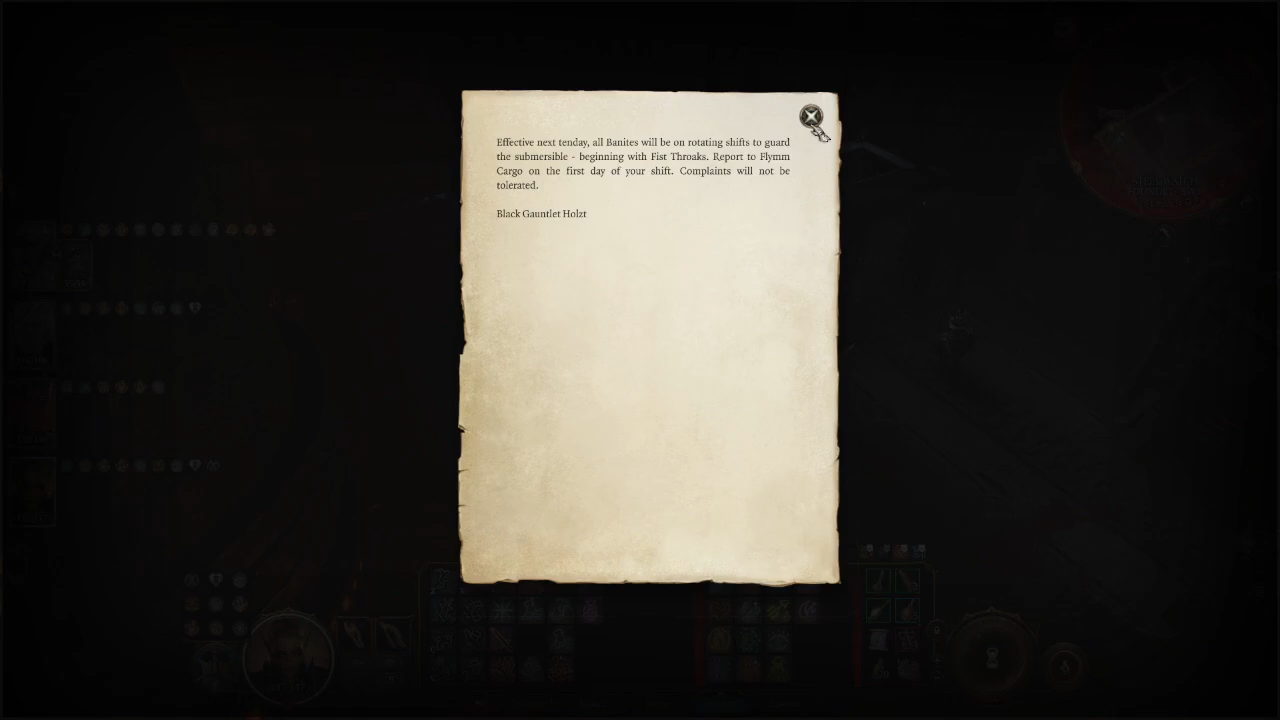 Effective next tenday, all Banites will be on rotating shifts to guard
the submersible - beginning with Fist Throaks. Report to Flymm
Cargo on the first day of your shift. Complaints will not be
tolerated.
Black Gauntlet Holzt